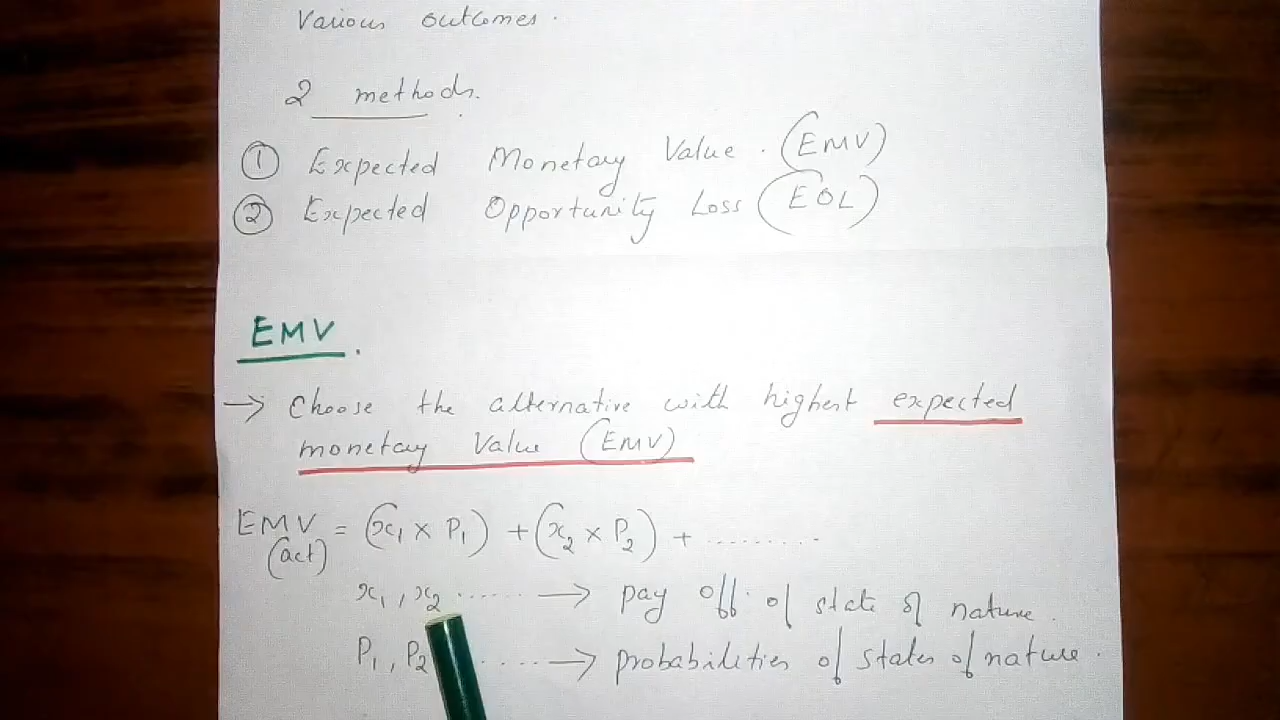 Various outcomes.
2 methods.
① Expected Monetary Value. (EMV)
② Expected Opportunity Loss (EOL)
EMV.
→ Choose the alternative with highest expected
monetary Value (EMV)
EMV (act) = (x₁ × P₁) + (x₂ × P₂) + .........
x₁, x₂ ...... → pay off of state of nature.
P₁, P₂ ..... → probabilities of states of nature.